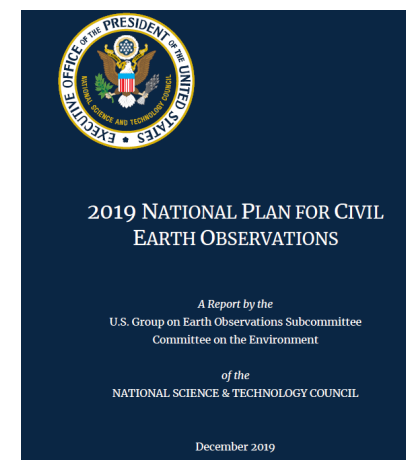 EXECUTIVE OFFICE OF THE PRESIDENT OF THE UNITED STATES
NATIONAL SCIENCE AND TECHNOLOGY COUNCIL
2019 NATIONAL PLAN FOR CIVIL
EARTH OBSERVATIONS
A Report by the
U.S. Group on Earth Observations Subcommittee
Committee on the Environment
of the
NATIONAL SCIENCE & TECHNOLOGY COUNCIL
December 2019